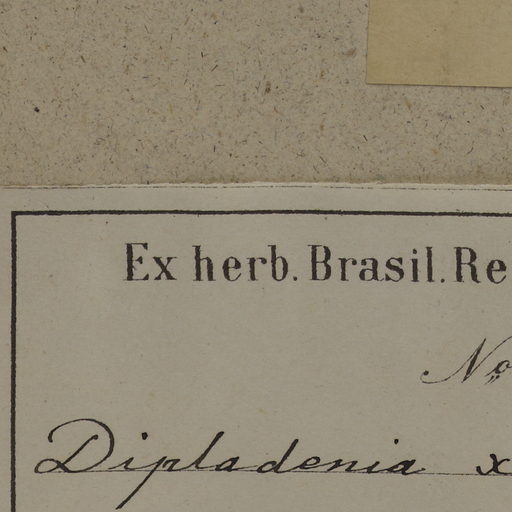 Ex herb. Brasil. Re
No
Dipladenia x